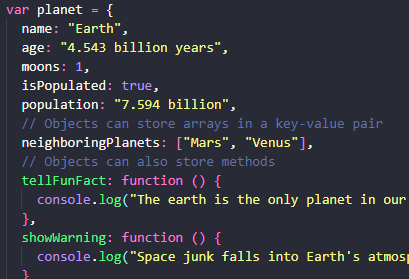 var planet = {
name: "Earth",
age: "4.543 billion years",
moons: 1,
isPopulated: true,
population: "7.594 billion",
// Objects can store arrays in a key-value pair
neighboringPlanets: ["Mars", "Venus"],
// Objects can also store methods
tellFunFact: function () {
console.log("The earth is the only planet in our
},
showWarning: function () {
console.log("Space junk falls into Earth's